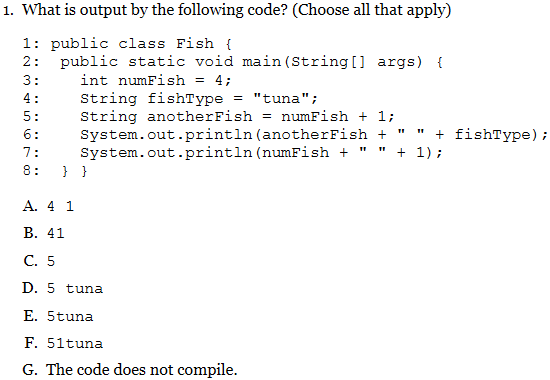 1. What is output by the following code? (Choose all that apply)
1: public class Fish {
2: public static void main(String[] args) {
3: int numFish = 4;
4: String fishType = "tuna";
5: String anotherFish = numFish + 1;
6: System.out.println(anotherFish + " " + fishType);
7: System.out.println(numFish + " " + 1);
8: } }
A. 4 1
B. 41
C. 5
D. 5 tuna
E. 5tuna
F. 51tuna
G. The code does not compile.